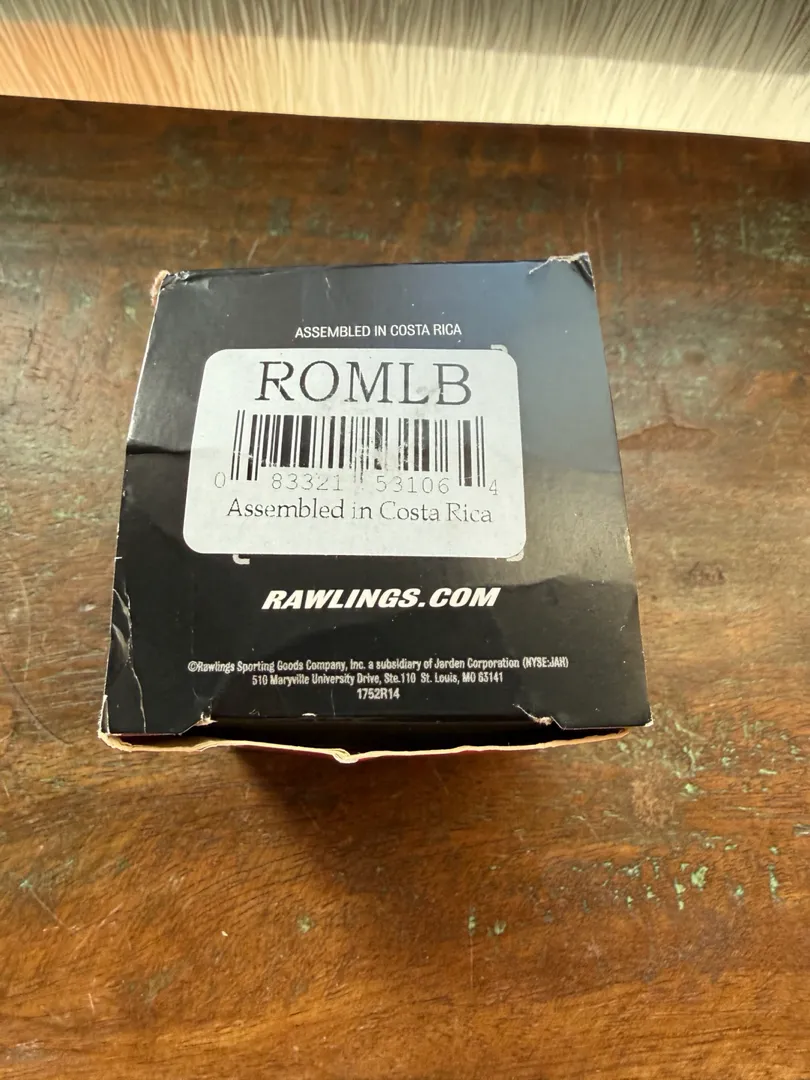 ASSEMBLED IN COSTA RICA
ROMLB
0 83321 53106 4
Assembled in Costa Rica
RAWLINGS.COM
©Rawlings Sporting Goods Company, Inc. a subsidiary of Jarden Corporation (NYSE:JAH)
510 Maryville University Drive, Ste.110 St. Louis, MO 63141
1752R14